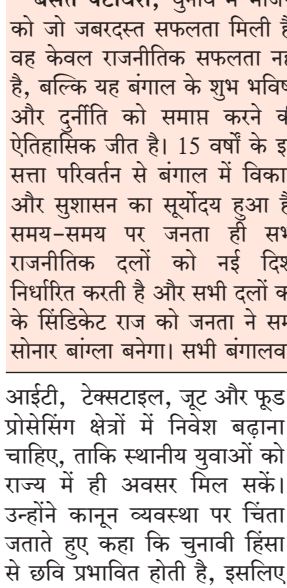 बसंत पटावरी, चुनाव में भाज
को जो जबरदस्त सफलता मिली है
वह केवल राजनीतिक सफलता नह
है, बल्कि यह बंगाल के शुभ भविष
और दुर्नीति को समाप्त करने क
ऐतिहासिक जीत है। 15 वर्षों के इ
सत्ता परिवर्तन से बंगाल में विका
और सुशासन का सूर्योदय हुआ है
समय-समय पर जनता ही सभ
राजनीतिक दलों को नई दिश
निर्धारित करती है और सभी दलों क
के सिंडिकेट राज को जनता ने सम
सोनार बांग्ला बनेगा। सभी बंगालव
आईटी, टेक्सटाइल, जूट और फूड
प्रोसेसिंग क्षेत्रों में निवेश बढ़ाना
चाहिए, ताकि स्थानीय युवाओं को
राज्य में ही अवसर मिल सकें।
उन्होंने कानून व्यवस्था पर चिंता
जताते हुए कहा कि चुनावी हिंसा
से छवि प्रभावित होती है, इसलिए